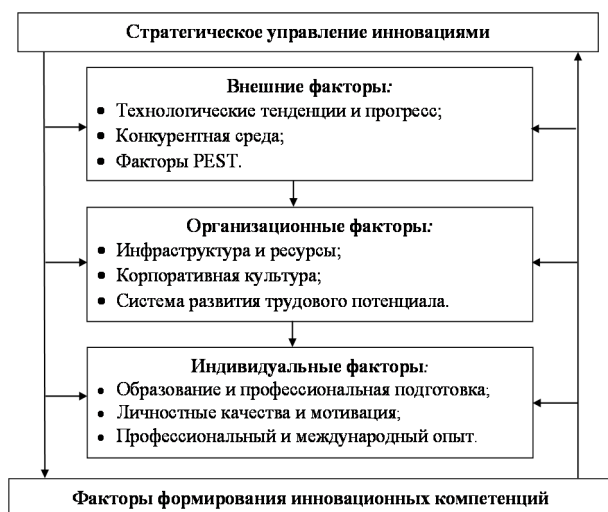 Стратегическое управление инновациями
Внешние факторы:
• Технологические тенденции и прогресс;
• Конкурентная среда;
• Факторы PEST.
Организационные факторы:
• Инфраструктура и ресурсы;
• Корпоративная культура;
• Система развития трудового потенциала.
Индивидуальные факторы:
• Образование и профессиональная подготовка;
• Личностные качества и мотивация;
• Профессиональный и международный опыт.
Факторы формирования инновационных компетенций